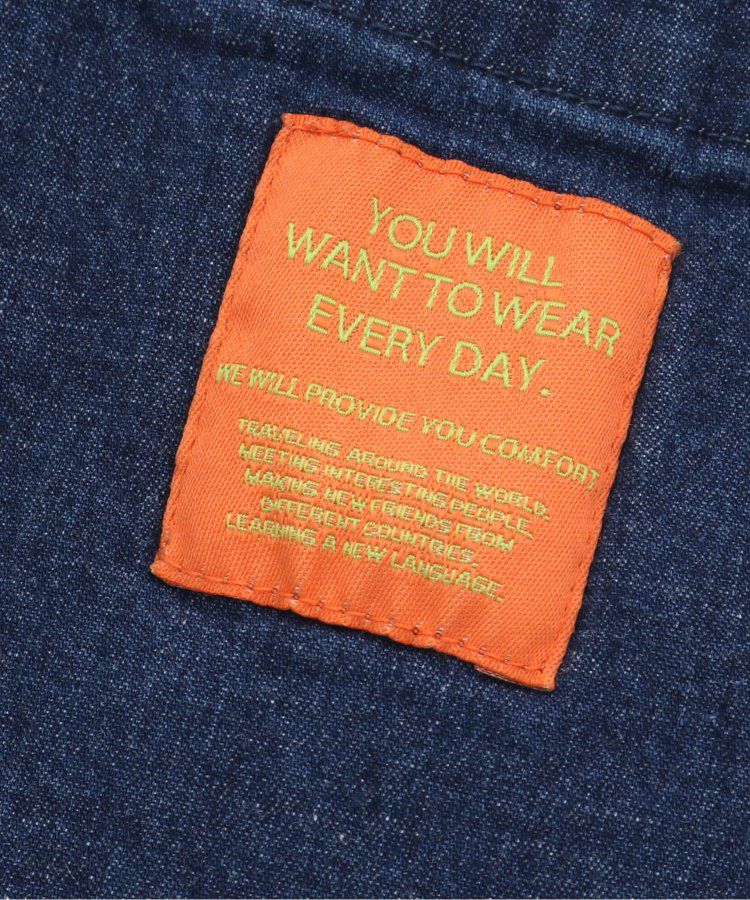 YOU WILL
WANT TO WEAR
EVERY DAY.
WE WILL PROVIDE YOU COMFORT.
TRAVELING AROUND THE WORLD.
MEETING INTERESTING PEOPLE.
MAKING NEW FRIENDS FROM
DIFFERENT COUNTRIES.
LEARNING A NEW LANGUAGE.